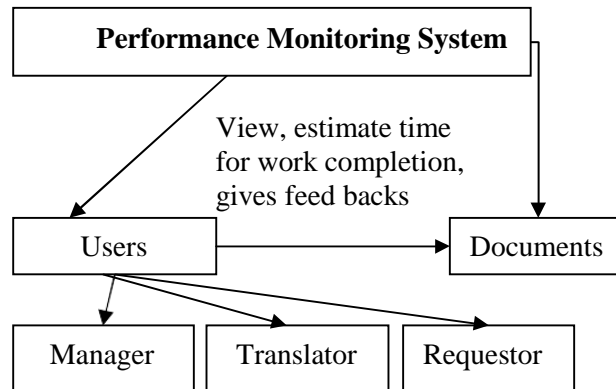 Performance Monitoring System
View, estimate time
for work completion,
gives feed backs
Users
Documents
Manager
Translator
Requestor